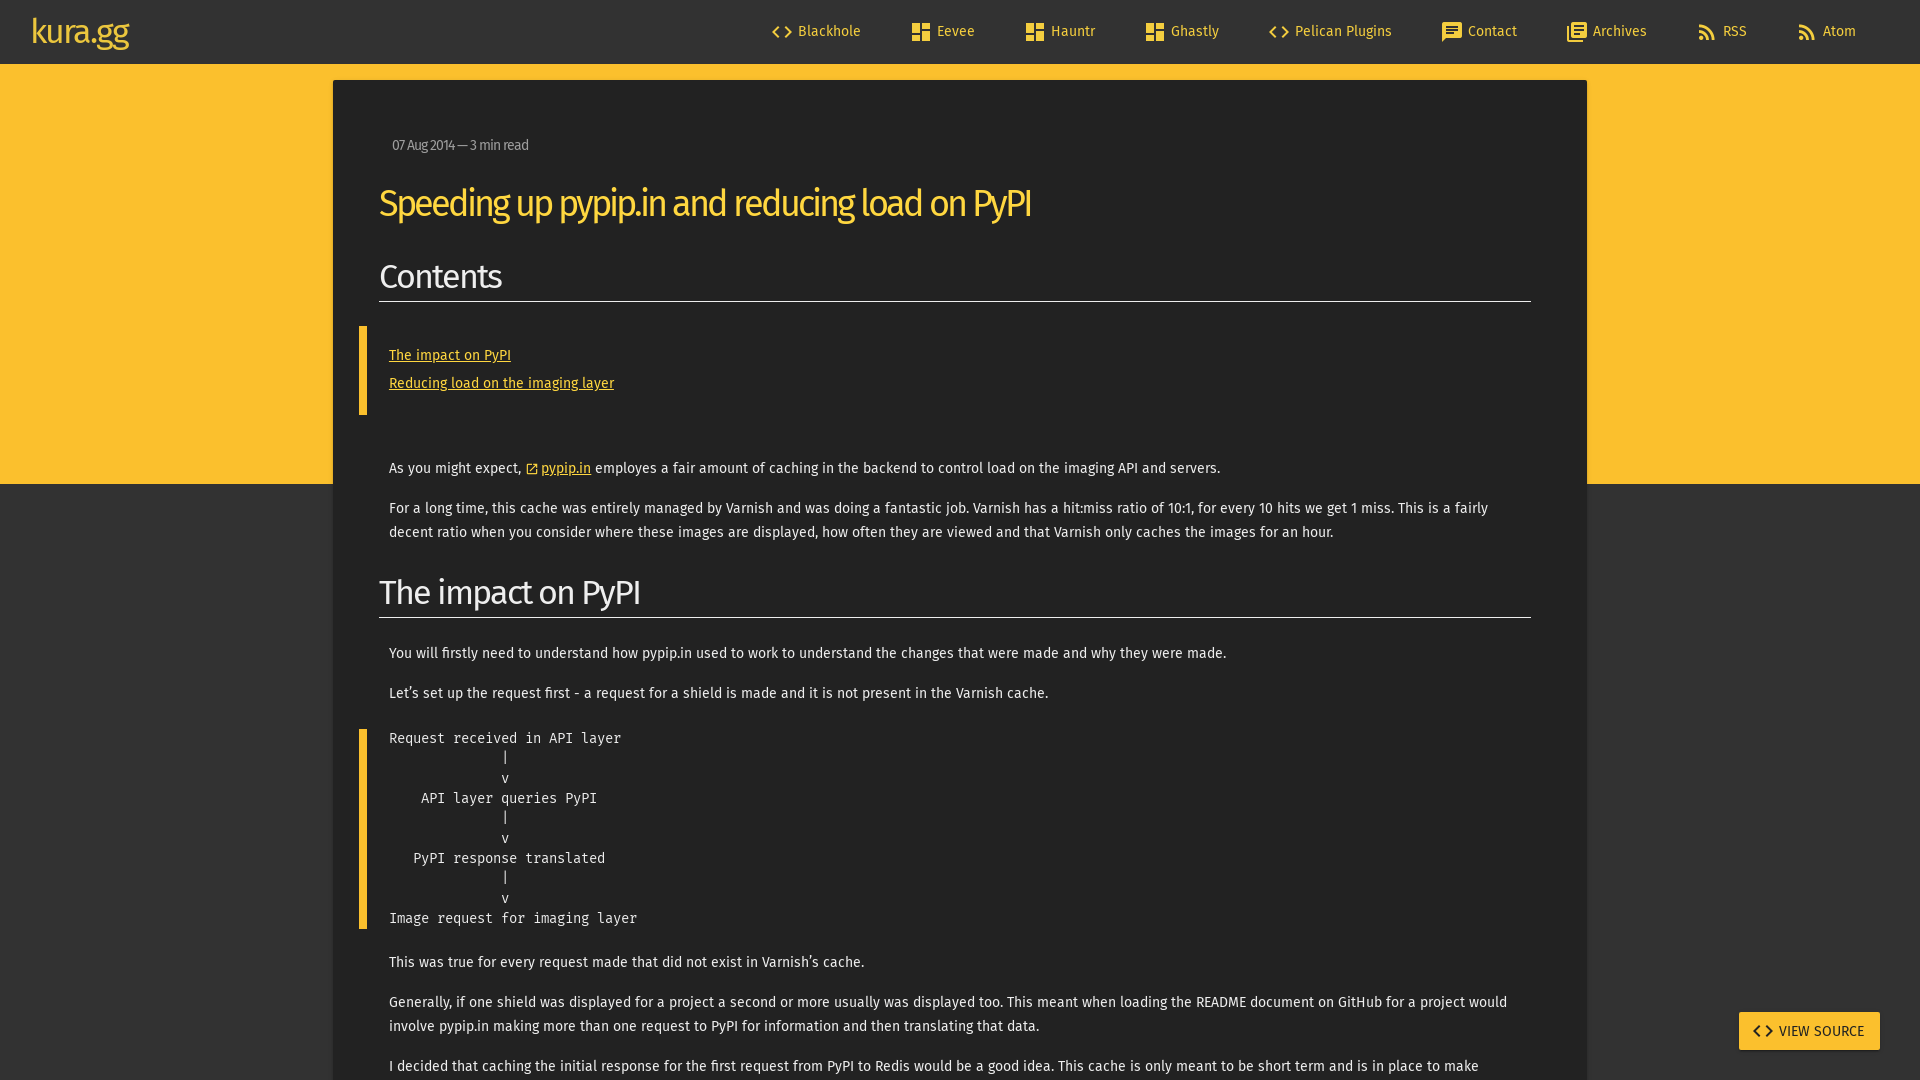 kura.gg
Blackhole
Eevee
Hauntr
Ghastly
Pelican Plugins
Contact
Archives
RSS
Atom
07 Aug 2014 — 3 min read
Speeding up pypip.in and reducing load on PyPI
Contents
The impact on PyPI
Reducing load on the imaging layer
As you might expect, pypip.in employes a fair amount of caching in the backend to control load on the imaging API and servers.
For a long time, this cache was entirely managed by Varnish and was doing a fantastic job. Varnish has a hit:miss ratio of 10:1, for every 10 hits we get 1 miss. This is a fairly
decent ratio when you consider where these images are displayed, how often they are viewed and that Varnish only caches the images for an hour.
The impact on PyPI
You will firstly need to understand how pypip.in used to work to understand the changes that were made and why they were made.
Let’s set up the request first - a request for a shield is made and it is not present in the Varnish cache.
Request received in API layer
|
v
API layer queries PyPI
|
v
PyPI response translated
|
v
Image request for imaging layer
This was true for every request made that did not exist in Varnish’s cache.
Generally, if one shield was displayed for a project a second or more usually was displayed too. This meant when loading the README document on GitHub for a project would
involve pypip.in making more than one request to PyPI for information and then translating that data.
I decided that caching the initial response for the first request from PyPI to Redis would be a good idea. This cache is only meant to be short term and is in place to make
VIEW SOURCE